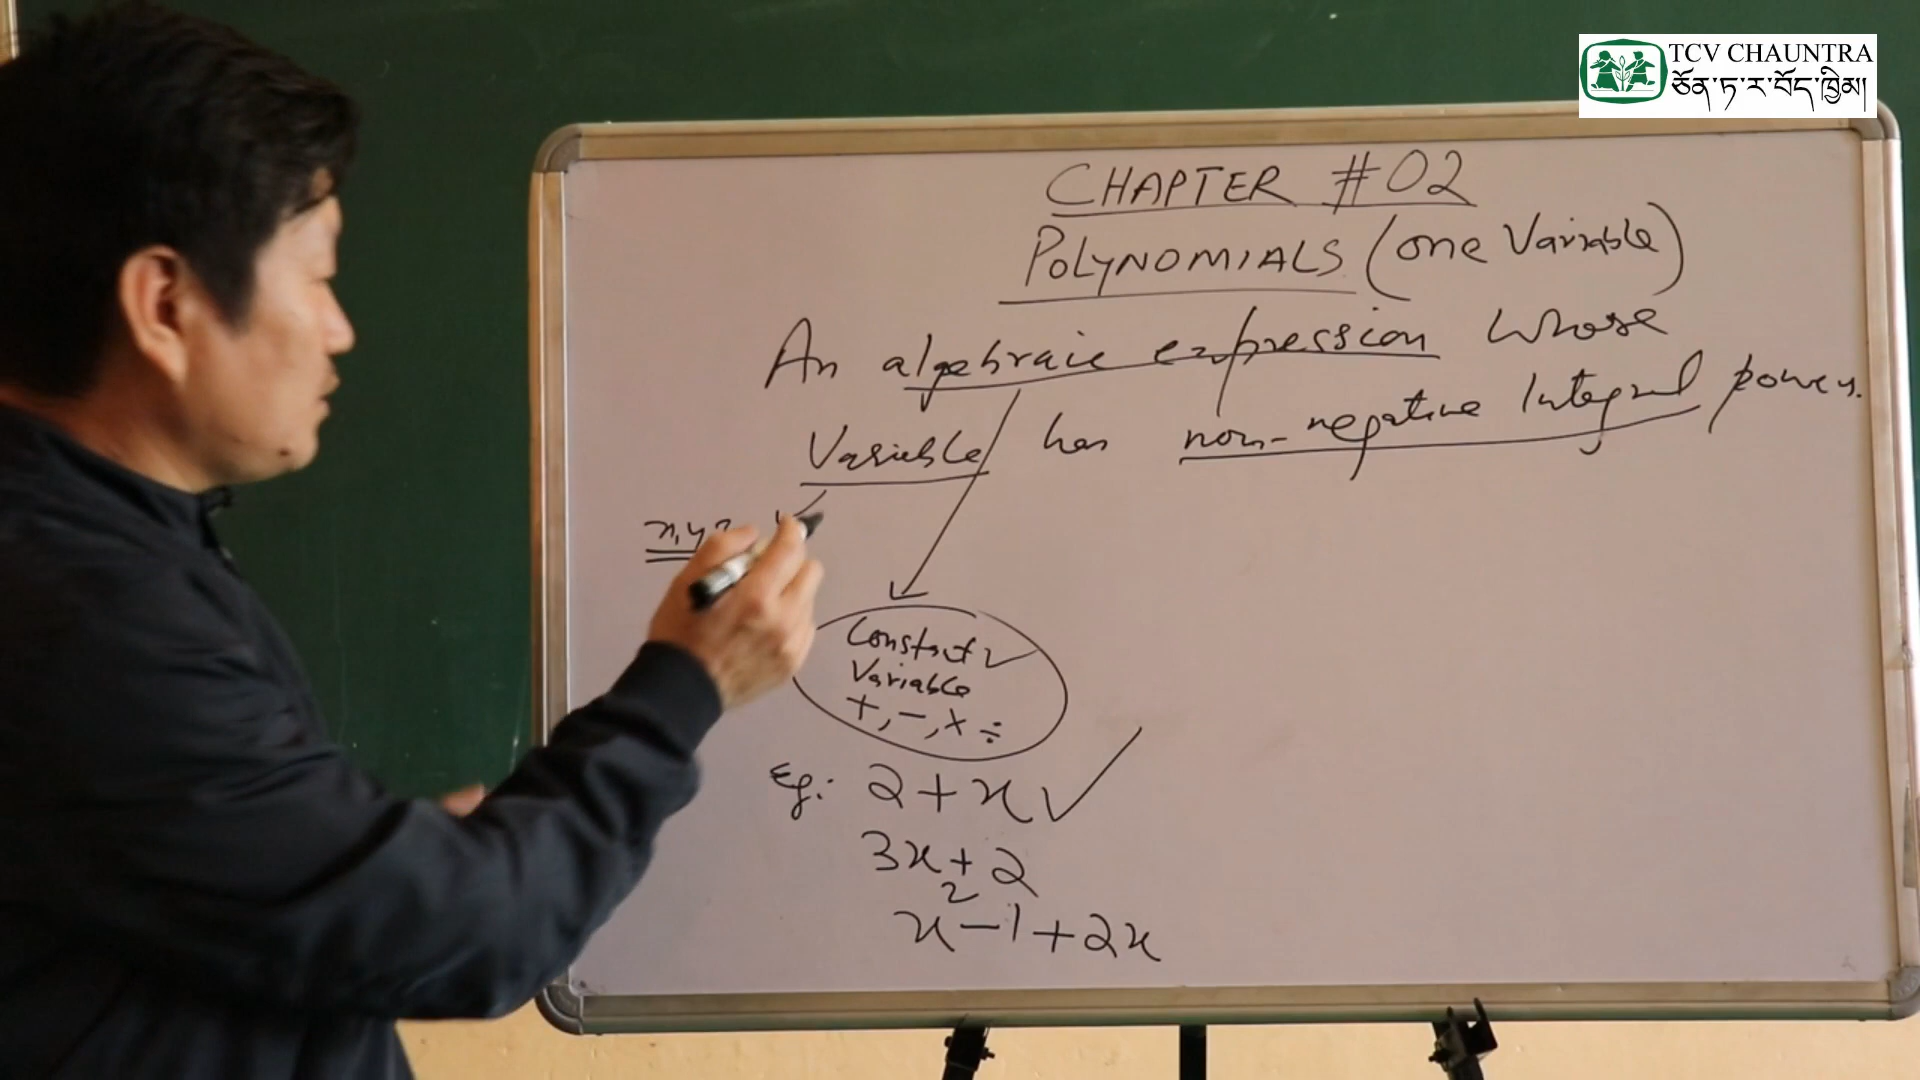 TCV CHAUNTRA
ཅོན་ཏ་ར་བོད་ཁྱིམ།
CHAPTER #02
POLYNOMIALS (one Variable)
An algebraic expression whose
Variable has non-negative Integral powers.
x, y, z
Constant ✓
Variable
+, -, × ÷
Eg: 2+x ✓
3x+2
x²-1+2x